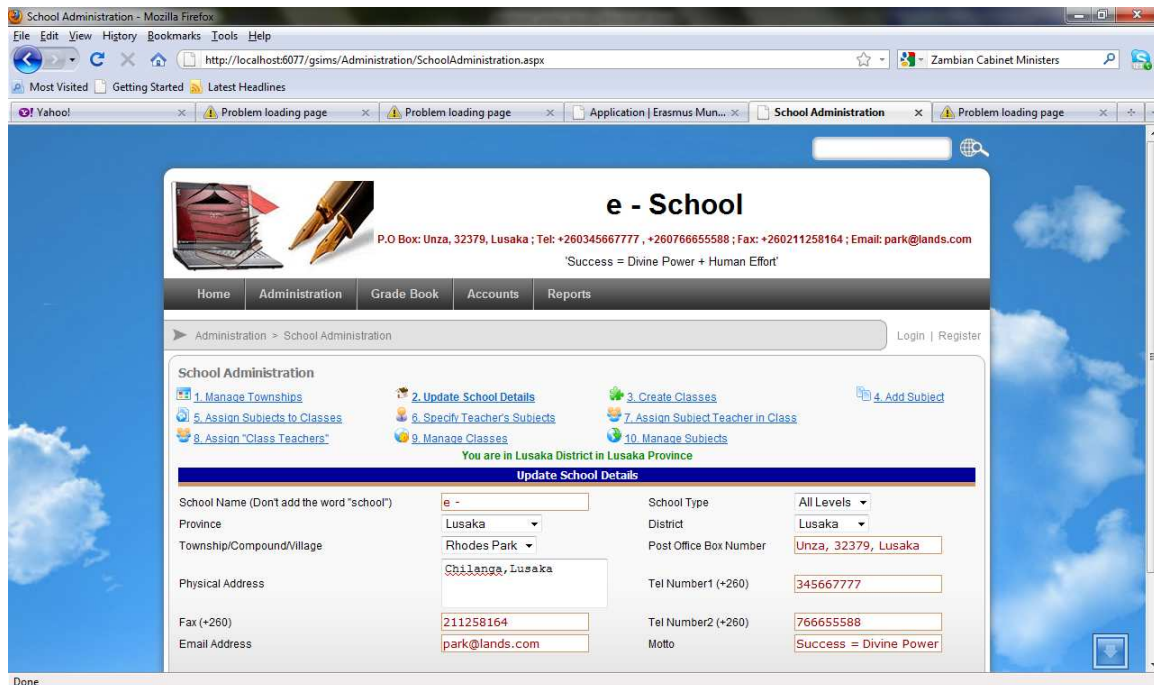 School Administration - Mozilla Firefox
File Edit View History Bookmarks Tools Help
http://localhost:6077/gsims/Administration/SchoolAdministration.aspx Zambian Cabinet Ministers
Most Visited Getting Started Latest Headlines
Yahoo! Problem loading page Problem loading page Application | Erasmus Mun... School Administration Problem loading page
e - School
P.O Box: Unza, 32379, Lusaka ; Tel: +260345667777 , +260766655588 ; Fax: +260211258164 ; Email: park@lands.com
'Success = Divine Power + Human Effort'
Home Administration Grade Book Accounts Reports
Administration > School Administration Login | Register
School Administration
1. Manage Townships 2. Update School Details 3. Create Classes 4. Add Subject
5. Assign Subjects to Classes 6. Specify Teacher's Subjects 7. Assign Subject Teacher in Class
8. Assign "Class Teachers" 9. Manage Classes 10. Manage Subjects
You are in Lusaka District in Lusaka Province
Update School Details
School Name (Don't add the word "school") e - School Type All Levels
Province Lusaka District Lusaka
Township/Compound/Village Rhodes Park Post Office Box Number Unza, 32379, Lusaka
Physical Address Chilanga,Lusaka Tel Number1 (+260) 345667777
Fax (+260) 211258164 Tel Number2 (+260) 766655588
Email Address park@lands.com Motto Success = Divine Power
Done